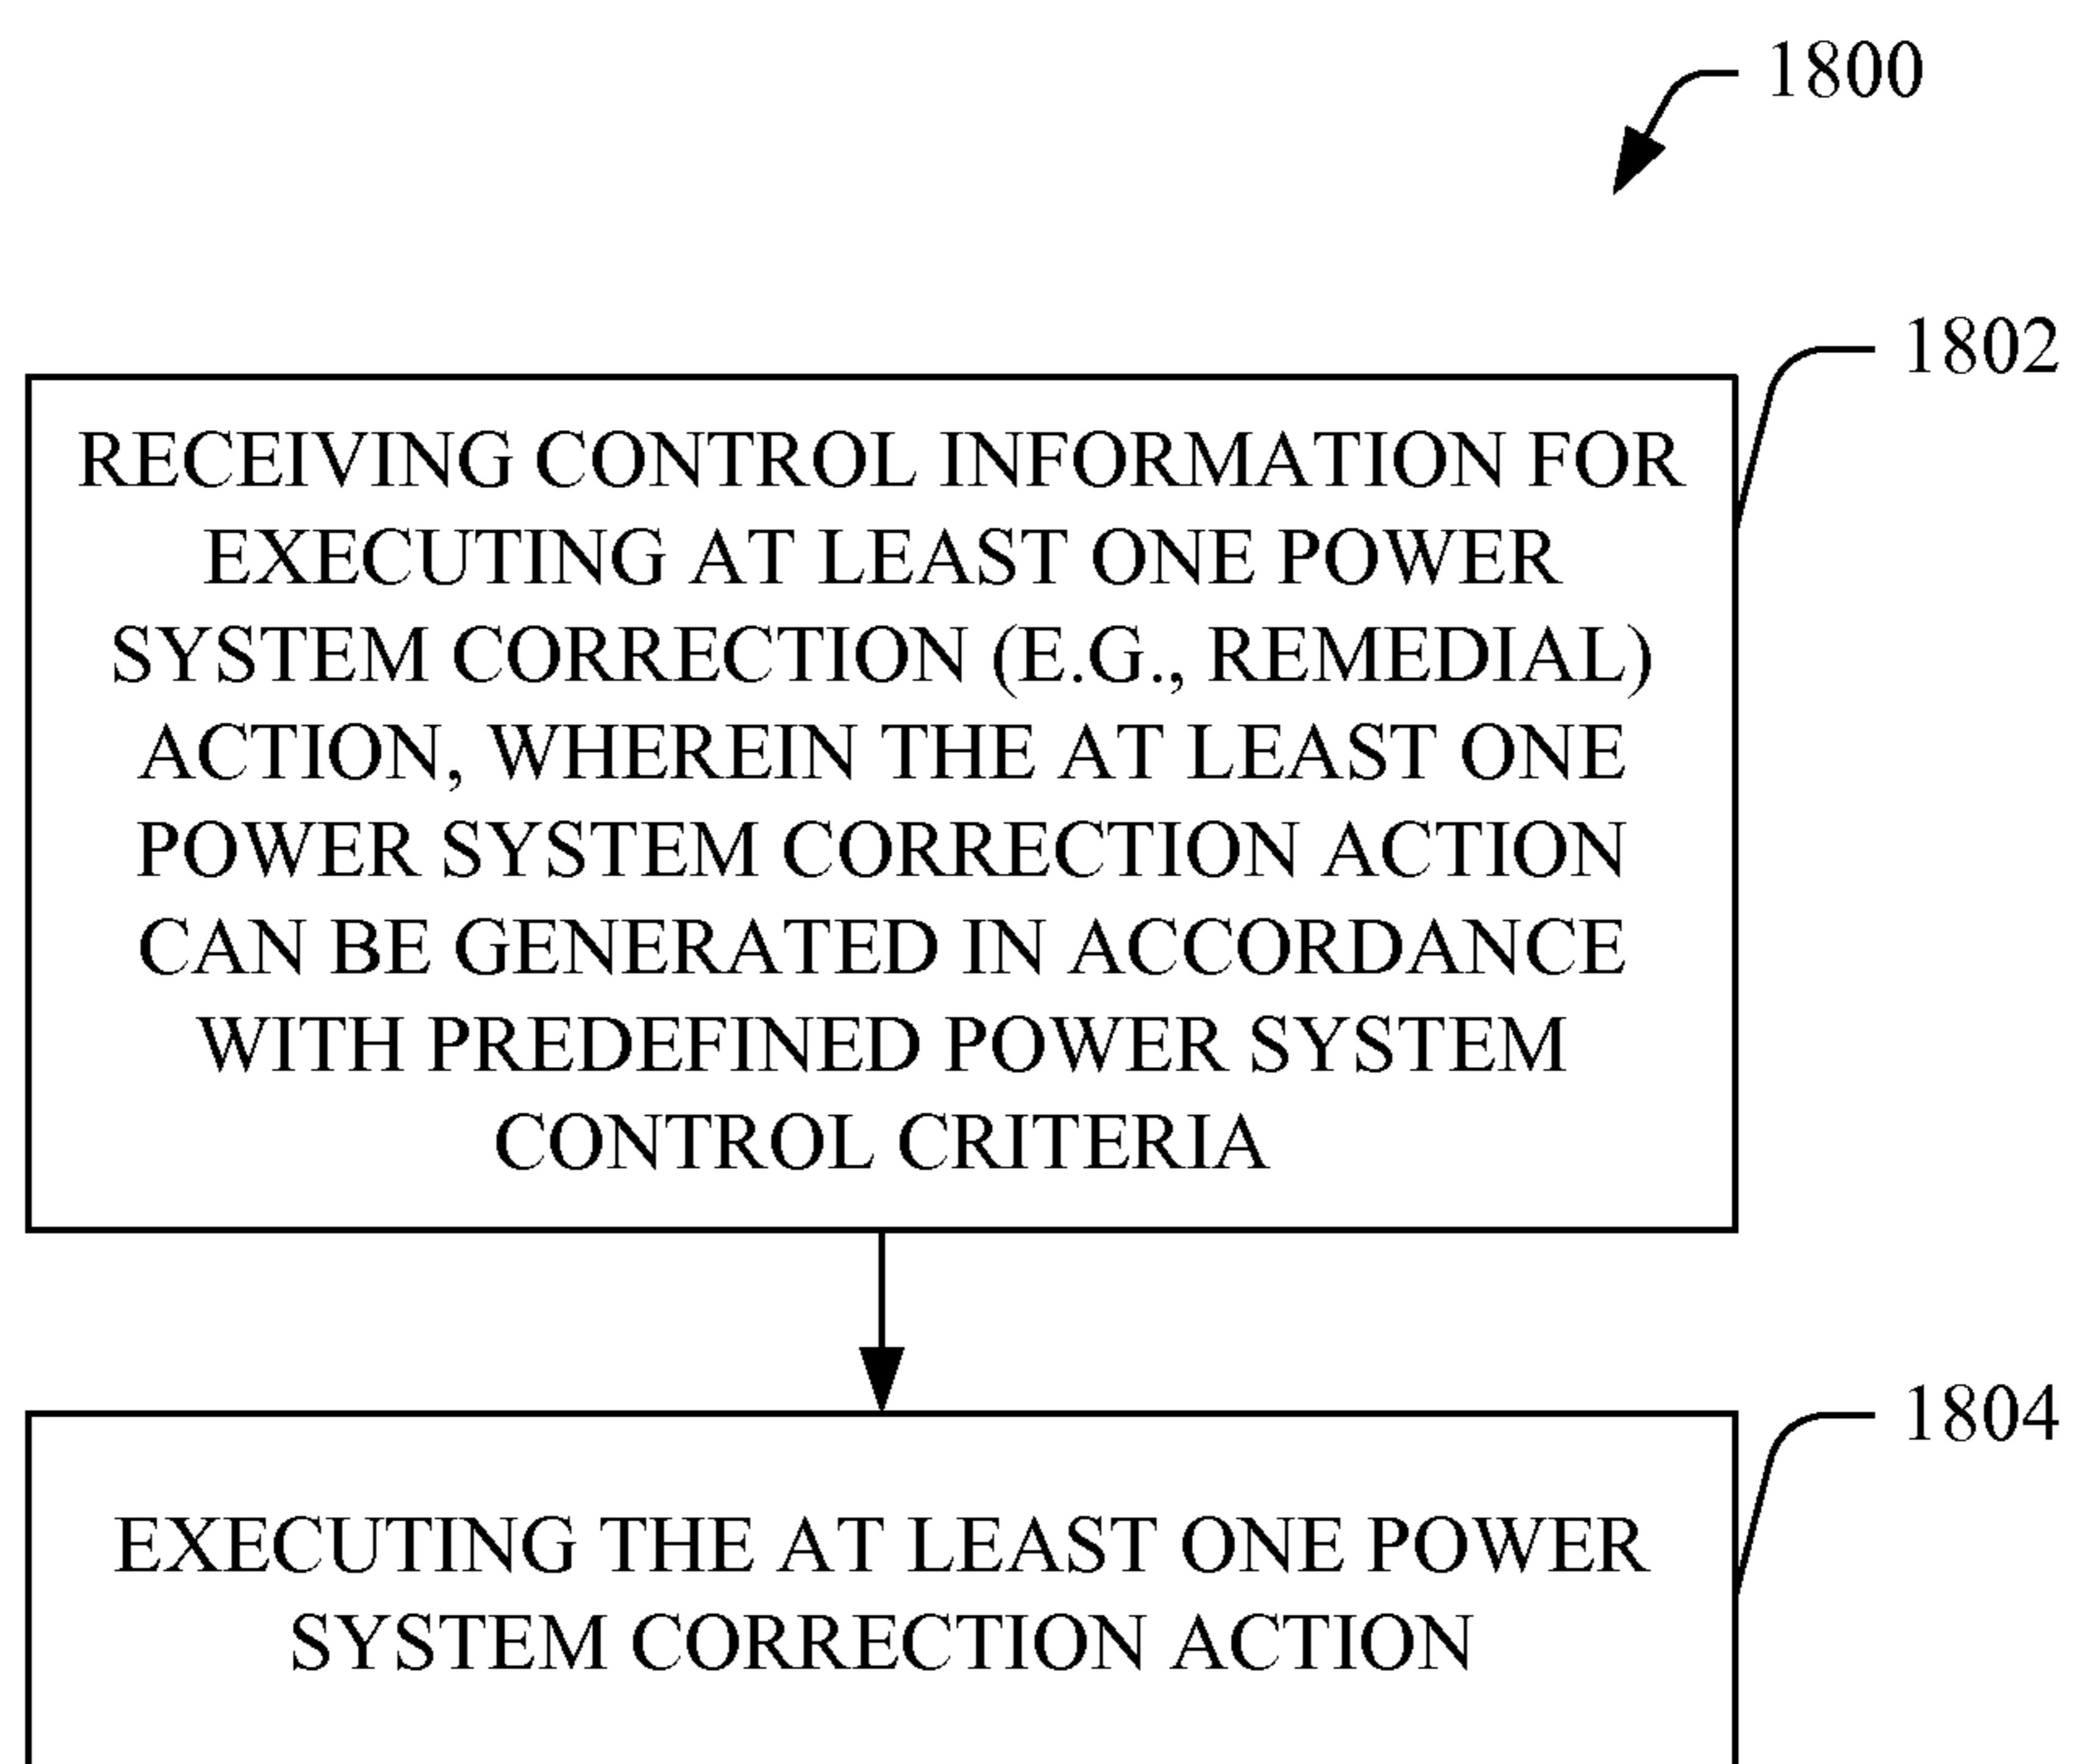 1800
1802
RECEIVING CONTROL INFORMATION FOR
EXECUTING AT LEAST ONE POWER
SYSTEM CORRECTION (E.G., REMEDIAL)
ACTION, WHEREIN THE AT LEAST ONE
POWER SYSTEM CORRECTION ACTION
CAN BE GENERATED IN ACCORDANCE
WITH PREDEFINED POWER SYSTEM
CONTROL CRITERIA
1804
EXECUTING THE AT LEAST ONE POWER
SYSTEM CORRECTION ACTION